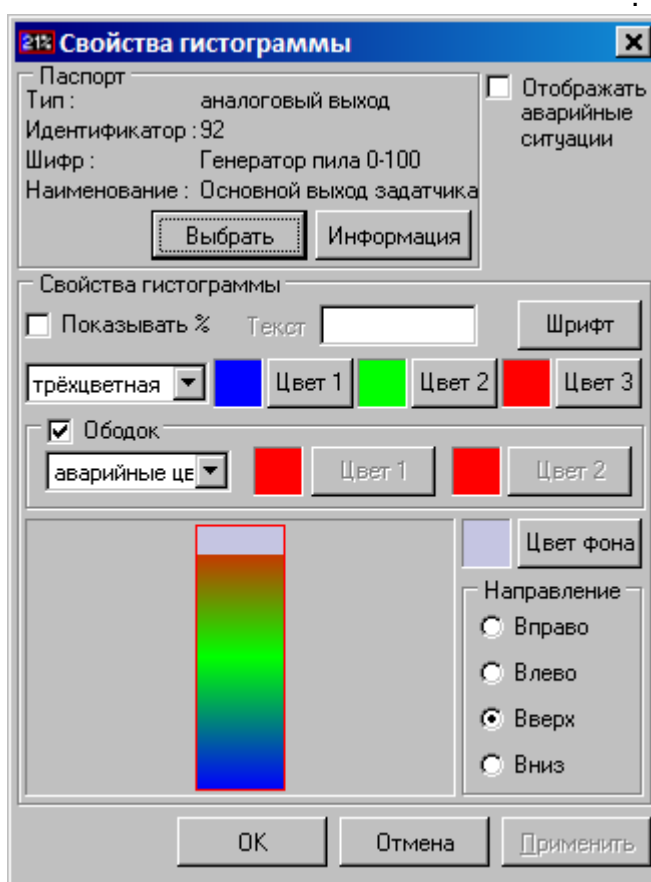 21% Свойства гистограммы
Паспорт
Тип : аналоговый выход
Идентификатор : 92
Шифр : Генератор пила 0-100
Наименование : Основной выход задатчика
Выбрать Информация
Отображать
аварийные
ситуации
Свойства гистограммы
Показывать % Текст Шрифт
трёхцветная Цвет 1 Цвет 2 Цвет 3
Ободок
аварийные цв Цвет 1 Цвет 2
Цвет фона
Направление
Вправо
Влево
Вверх
Вниз
OK Отмена Применить